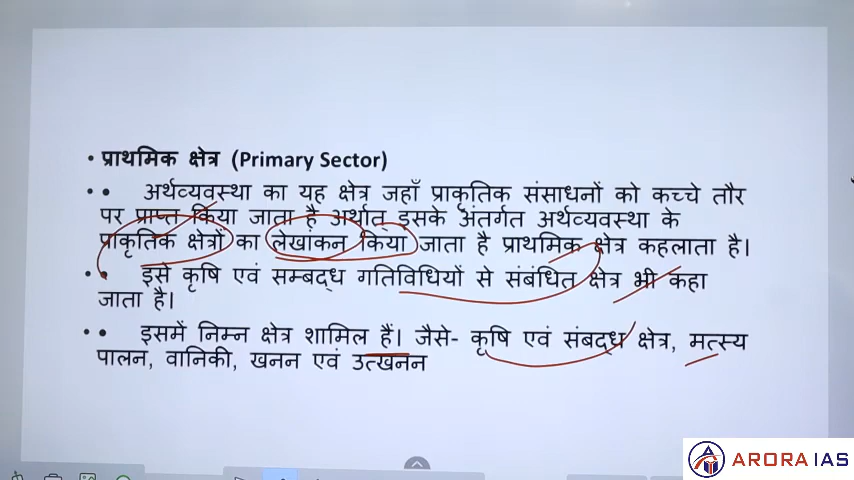 • प्राथमिक क्षेत्र (Primary Sector)
• • अर्थव्यवस्था का यह क्षेत्र जहाँ प्राकृतिक संसाधनों को कच्चे तौर
पर प्राप्त किया जाता है अर्थात् इसके अंतर्गत अर्थव्यवस्था के
प्राकृतिक क्षेत्रों का लेखांकन किया जाता है प्राथमिक क्षेत्र कहलाता है।
• • इसे कृषि एवं सम्बद्ध गतिविधियों से संबंधित क्षेत्र भी कहा
जाता है।
• • इसमें निम्न क्षेत्र शामिल हैं। जैसे- कृषि एवं संबद्ध क्षेत्र, मत्स्य
पालन, वानिकी, खनन एवं उत्खनन
ARORA IAS